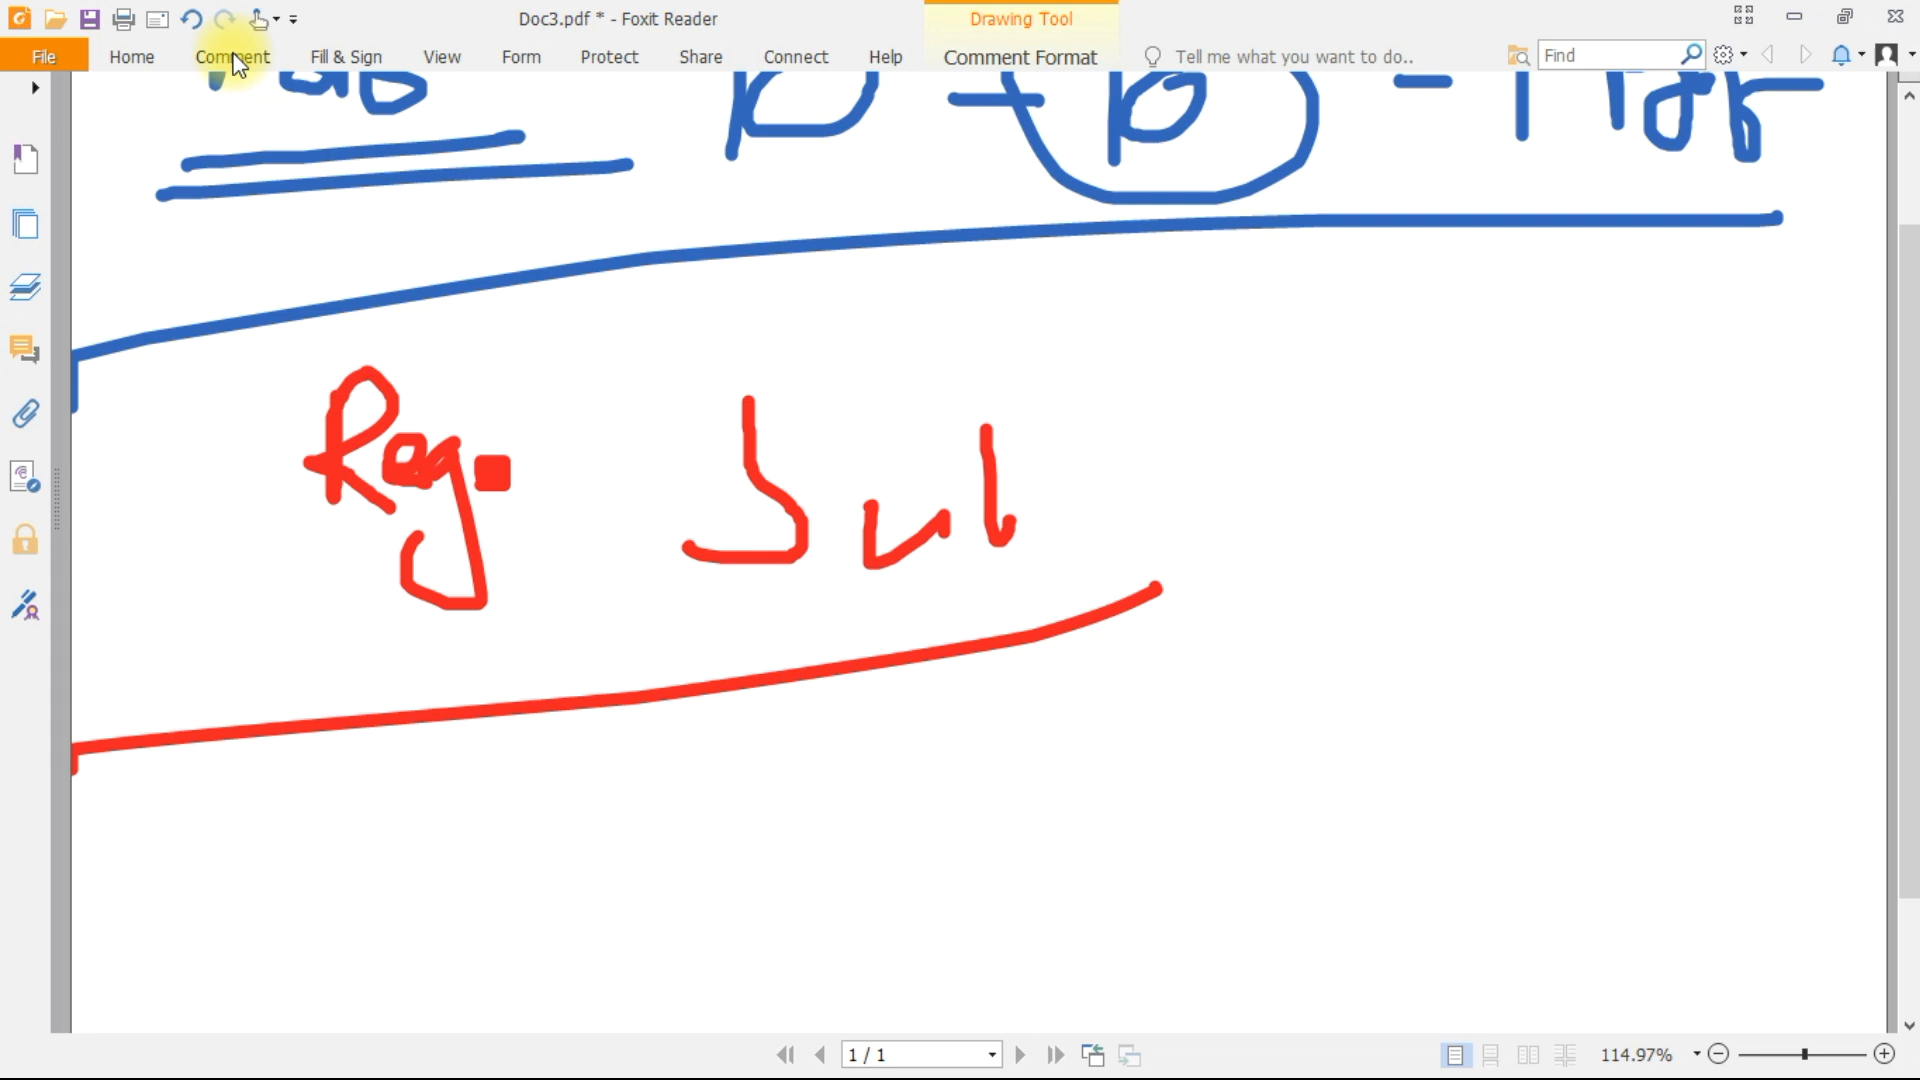 Doc3.pdf * - Foxit Reader
Drawing Tool
File Home Comment Fill & Sign View Form Protect Share Connect Help Comment Format Tell me what you want to do.. Find
Reg. Sub
1 / 1
114.97%